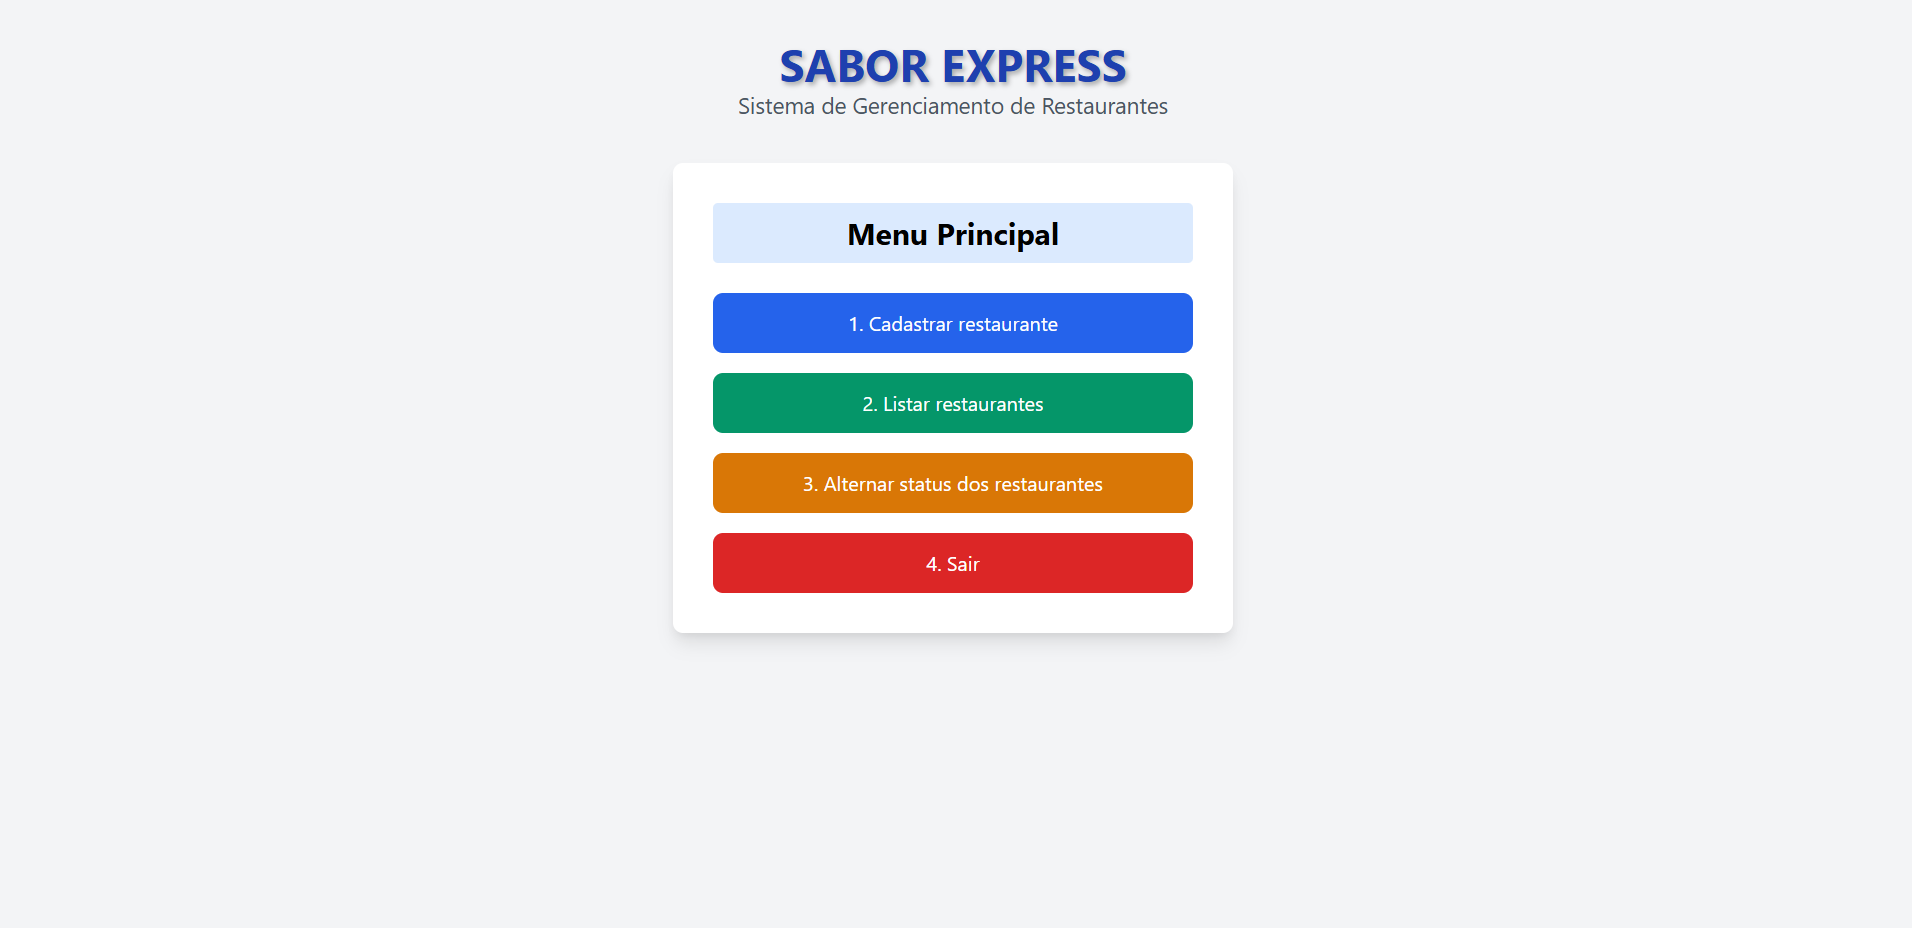 SABOR EXPRESS
Sistema de Gerenciamento de Restaurantes
Menu Principal
1. Cadastrar restaurante
2. Listar restaurantes
3. Alternar status dos restaurantes
4. Sair